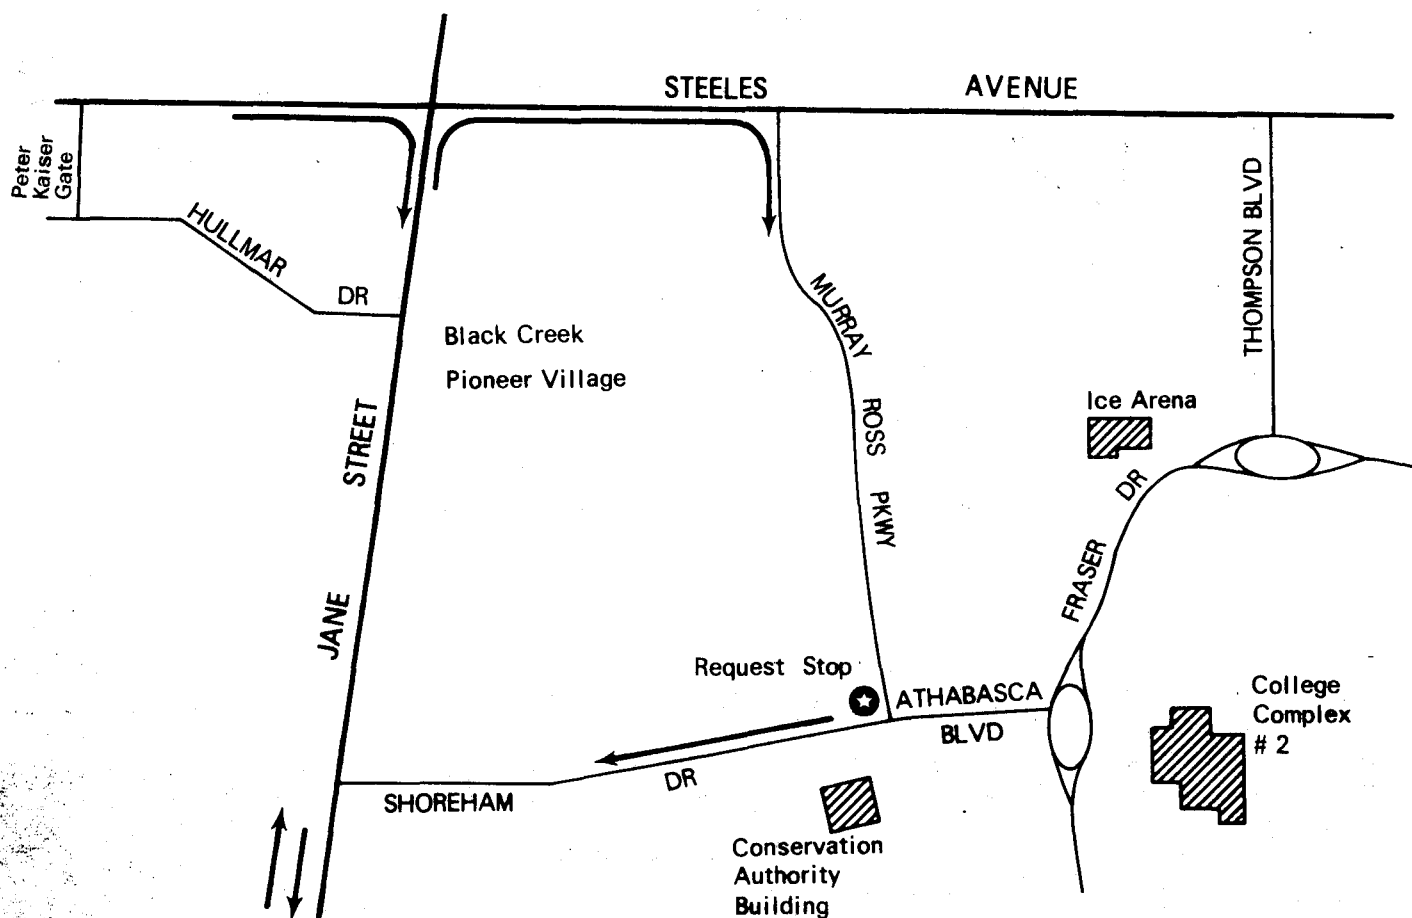 STEELES AVENUE
Peter
Kaiser
Gate
HULLMAR DR
Black Creek
Pioneer Village
JANE STREET
MURRAY ROSS PKWY
THOMPSON BLVD
Ice Arena
FRASER DR
Request Stop
ATHABASCA
BLVD
College
Complex
# 2
SHOREHAM DR
Conservation
Authority
Building